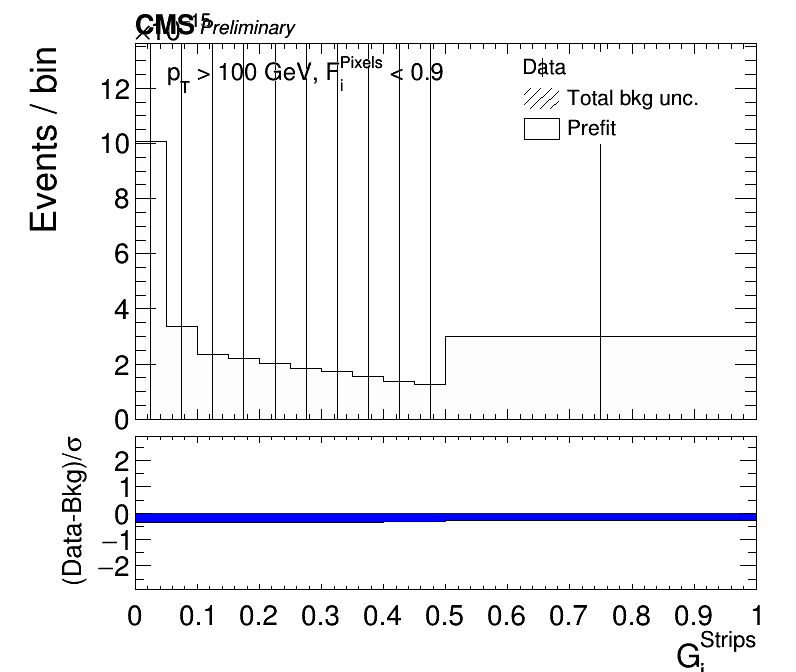 CMS Preliminary
×10^15
Events / bin
p_T > 100 GeV, F_i^Pixels < 0.9
Data
Total bkg unc.
Prefit
12
10
8
6
4
2
0
(Data-Bkg)/σ
2
1
0
−1
−2
0 0.1 0.2 0.3 0.4 0.5 0.6 0.7 0.8 0.9 1
G_i^Strips